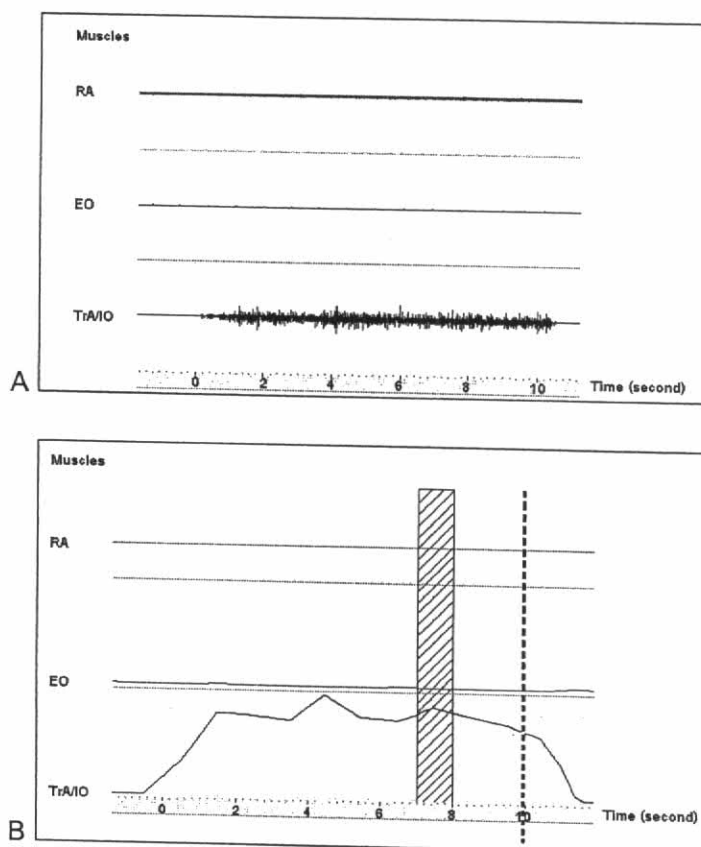 Muscles
RA
EO
TrA/IO
0 2 4 6 8 10 Time (second)
A
Muscles
RA
EO
TrA/IO
0 2 4 6 8 10 Time (second)
B